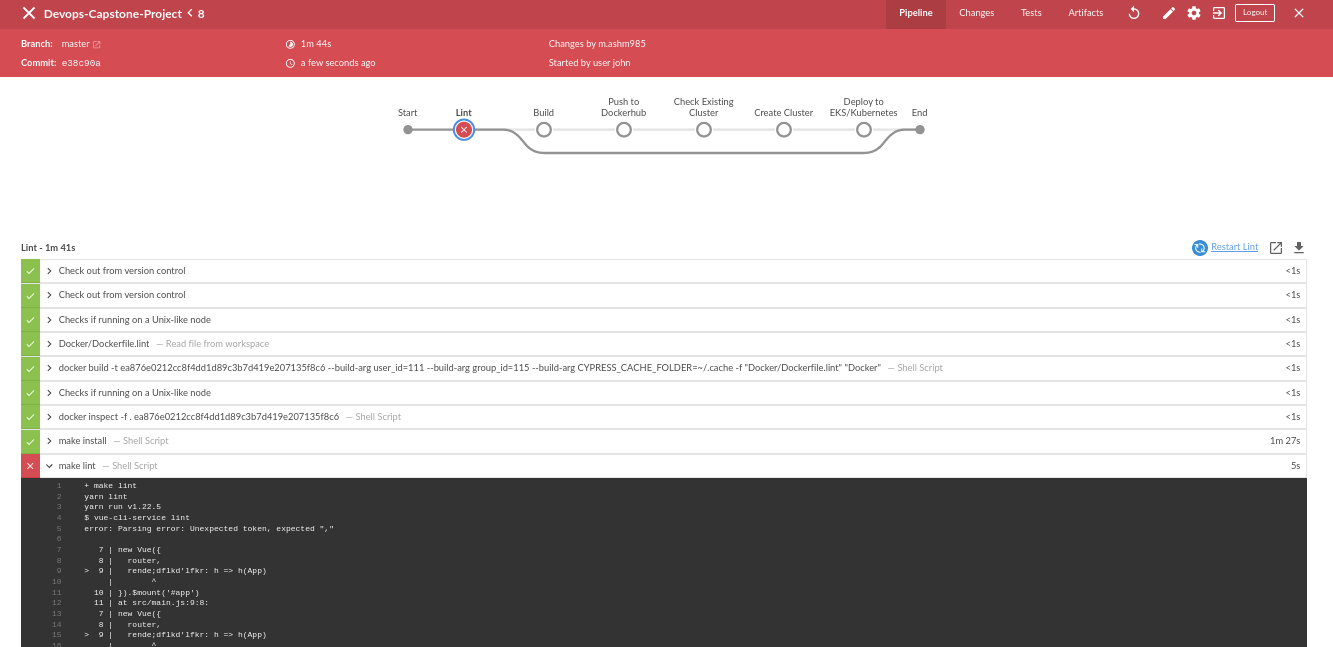 Devops-Capstone-Project < 8
Pipeline Changes Tests Artifacts Logout
Branch: master 1m 44s Changes by m.ashm985
Commit: e38c90a a few seconds ago Started by user john
Start Lint Build Push to Dockerhub Check Existing Cluster Create Cluster Deploy to EKS/Kubernetes End
Lint - 1m 41s Restart Lint
Check out from version control <1s
Check out from version control <1s
Checks if running on a Unix-like node <1s
Docker/Dockerfile.lint — Read file from workspace <1s
docker build -t ea876e0212cc8f4dd1d89c3b7d419e207135f8c6 --build-arg user_id=111 --build-arg group_id=115 --build-arg CYPRESS_CACHE_FOLDER=~/.cache -f "Docker/Dockerfile.lint" "Docker" — Shell Script <1s
Checks if running on a Unix-like node <1s
docker inspect -f . ea876e0212cc8f4dd1d89c3b7d419e207135f8c6 — Shell Script <1s
make install — Shell Script 1m 27s
make lint — Shell Script 5s
1 + make lint
2 yarn lint
3 yarn run v1.22.5
4 $ vue-cli-service lint
5 error: Parsing error: Unexpected token, expected ","
6
7 7 | new Vue({
8 8 | router,
9 > 9 | rende;dflkd'lfkr: h => h(App)
10 | ^
11 10 | }).$mount('#app')
12 11 | at src/main.js:9:8:
13 7 | new Vue({
14 8 | router,
15 > 9 | rende;dflkd'lfkr: h => h(App)
16 | ^